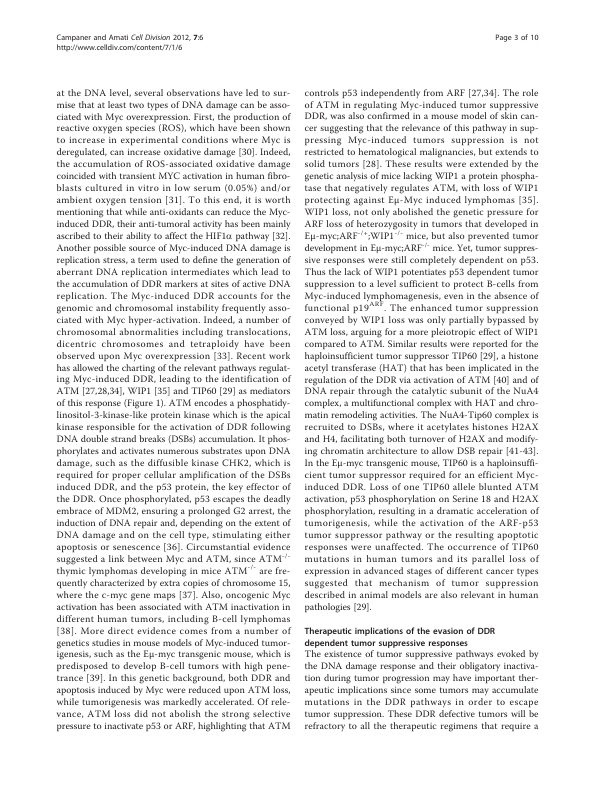 Campaner and Amati Cell Division 2012, 7:6
http://www.celldiv.com/content/7/1/6
Page 3 of 10
at the DNA level, several observations have led to sur-
mise that at least two types of DNA damage can be asso-
ciated with Myc overexpression. First, the production of
reactive oxygen species (ROS), which have been shown
to increase in experimental conditions where Myc is
deregulated, can increase oxidative damage [30]. Indeed,
the accumulation of ROS-associated oxidative damage
coincided with transient MYC activation in human fibro-
blasts cultured in vitro in low serum (0.05%) and/or
ambient oxygen tension [31]. To this end, it is worth
mentioning that while anti-oxidants can reduce the Myc-
induced DDR, their anti-tumoral activity has been mainly
ascribed to their ability to affect the HIF1α pathway [32].
Another possible source of Myc-induced DNA damage is
replication stress, a term used to define the generation of
aberrant DNA replication intermediates which lead to
the accumulation of DDR markers at sites of active DNA
replication. The Myc-induced DDR accounts for the
genomic and chromosomal instability frequently asso-
ciated with Myc hyper-activation. Indeed, a number of
chromosomal abnormalities including translocations,
dicentric chromosomes and tetraploidy have been
observed upon Myc overexpression [33]. Recent work
has allowed the charting of the relevant pathways regulat-
ing Myc-induced DDR, leading to the identification of
ATM [27,28,34], WIP1 [35] and TIP60 [29] as mediators
of this response (Figure 1). ATM encodes a phosphatidy-
linositol-3-kinase-like protein kinase which is the apical
kinase responsible for the activation of DDR following
DNA double strand breaks (DSBs) accumulation. It phos-
phorylates and activates numerous substrates upon DNA
damage, such as the diffusible kinase CHK2, which is
required for proper cellular amplification of the DSBs
induced DDR, and the p53 protein, the key effector of
the DDR. Once phosphorylated, p53 escapes the deadly
embrace of MDM2, ensuring a prolonged G2 arrest, the
induction of DNA repair and, depending on the extent of
DNA damage and on the cell type, stimulating either
apoptosis or senescence [36]. Circumstantial evidence
suggested a link between Myc and ATM, since ATM-/-
thymic lymphomas developing in mice ATM-/- are fre-
quently characterized by extra copies of chromosome 15,
where the c-myc gene maps [37]. Also, oncogenic Myc
activation has been associated with ATM inactivation in
different human tumors, including B-cell lymphomas
[38]. More direct evidence comes from a number of
genetics studies in mouse models of Myc-induced tumor-
igenesis, such as the Eμ-myc transgenic mouse, which is
predisposed to develop B-cell tumors with high pene-
trance [39]. In this genetic background, both DDR and
apoptosis induced by Myc were reduced upon ATM loss,
while tumorigenesis was markedly accelerated. Of rele-
vance, ATM loss did not abolish the strong selective
pressure to inactivate p53 or ARF, highlighting that ATM
controls p53 independently from ARF [27,34]. The role
of ATM in regulating Myc-induced tumor suppressive
DDR, was also confirmed in a mouse model of skin can-
cer suggesting that the relevance of this pathway in sup-
pressing Myc-induced tumors suppression is not
restricted to hematological malignancies, but extends to
solid tumors [28]. These results were extended by the
genetic analysis of mice lacking WIP1 a protein phospha-
tase that negatively regulates ATM, with loss of WIP1
protecting against Eμ-Myc induced lymphomas [35].
WIP1 loss, not only abolished the genetic pressure for
ARF loss of heterozygosity in tumors that developed in
Eμ-myc;ARF-/+;WIP1-/- mice, but also prevented tumor
development in Eμ-myc;ARF-/- mice. Yet, tumor suppres-
sive responses were still completely dependent on p53.
Thus the lack of WIP1 potentiates p53 dependent tumor
suppression to a level sufficient to protect B-cells from
Myc-induced lymphomagenesis, even in the absence of
functional p19ARF. The enhanced tumor suppression
conveyed by WIP1 loss was only partially bypassed by
ATM loss, arguing for a more pleiotropic effect of WIP1
compared to ATM. Similar results were reported for the
haploinsufficient tumor suppressor TIP60 [29], a histone
acetyl transferase (HAT) that has been implicated in the
regulation of the DDR via activation of ATM [40] and of
DNA repair through the catalytic subunit of the NuA4
complex, a multifunctional complex with HAT and chro-
matin remodeling activities. The NuA4-Tip60 complex is
recruited to DSBs, where it acetylates histones H2AX
and H4, facilitating both turnover of H2AX and modify-
ing chromatin architecture to allow DSB repair [41-43].
In the Eμ-myc transgenic mouse, TIP60 is a haploinsuffi-
cient tumor suppressor required for an efficient Myc-
induced DDR. Loss of one TIP60 allele blunted ATM
activation, p53 phosphorylation on Serine 18 and H2AX
phosphorylation, resulting in a dramatic acceleration of
tumorigenesis, while the activation of the ARF-p53
tumor suppressor pathway or the resulting apoptotic
responses were unaffected. The occurrence of TIP60
mutations in human tumors and its parallel loss of
expression in advanced stages of different cancer types
suggested that mechanism of tumor suppression
described in animal models are also relevant in human
pathologies [29].
Therapeutic implications of the evasion of DDR
dependent tumor suppressive responses
The existence of tumor suppressive pathways evoked by
the DNA damage response and their obligatory inactiva-
tion during tumor progression may have important ther-
apeutic implications since some tumors may accumulate
mutations in the DDR pathways in order to escape
tumor suppression. These DDR defective tumors will be
refractory to all the therapeutic regimens that require a